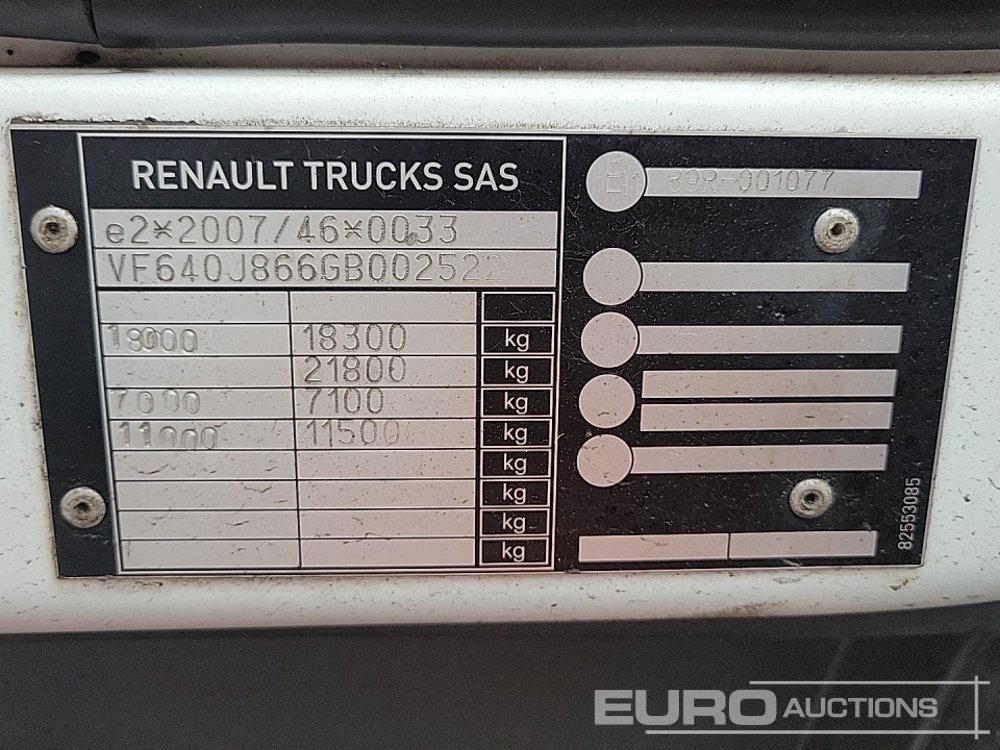 RENAULT TRUCKS SAS
e2*2007/46*0033
VF640J866GB002522
18000 18300 kg
21800 kg
7000 7100 kg
11000 11500 kg
kg
kg
kg
kg
89R-001077
82553085
EURO AUCTIONS